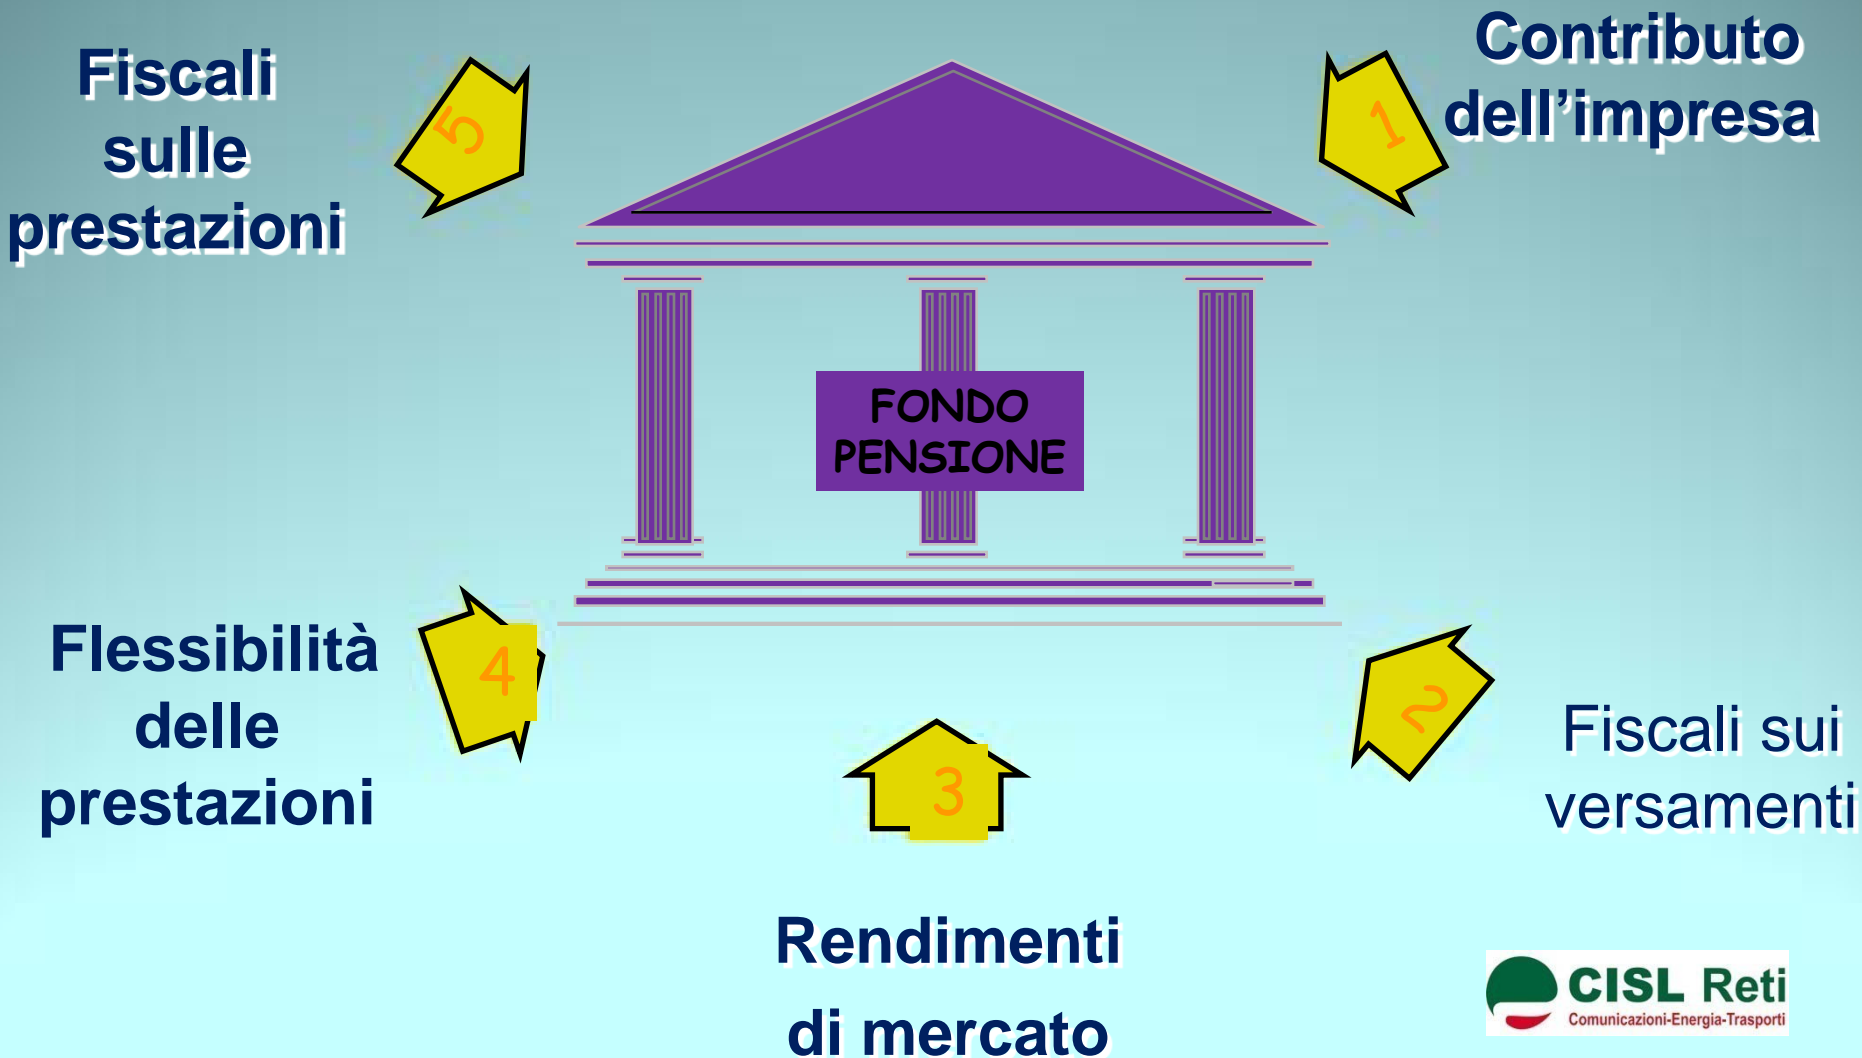 Contributo
dell'impresa
1
Fiscali sui
versamenti
2
Rendimenti
di mercato
3
Flessibilità
delle
prestazioni
4
Fiscali
sulle
prestazioni
5
FONDO
PENSIONE
CISL Reti
Comunicazioni-Energia-Trasporti